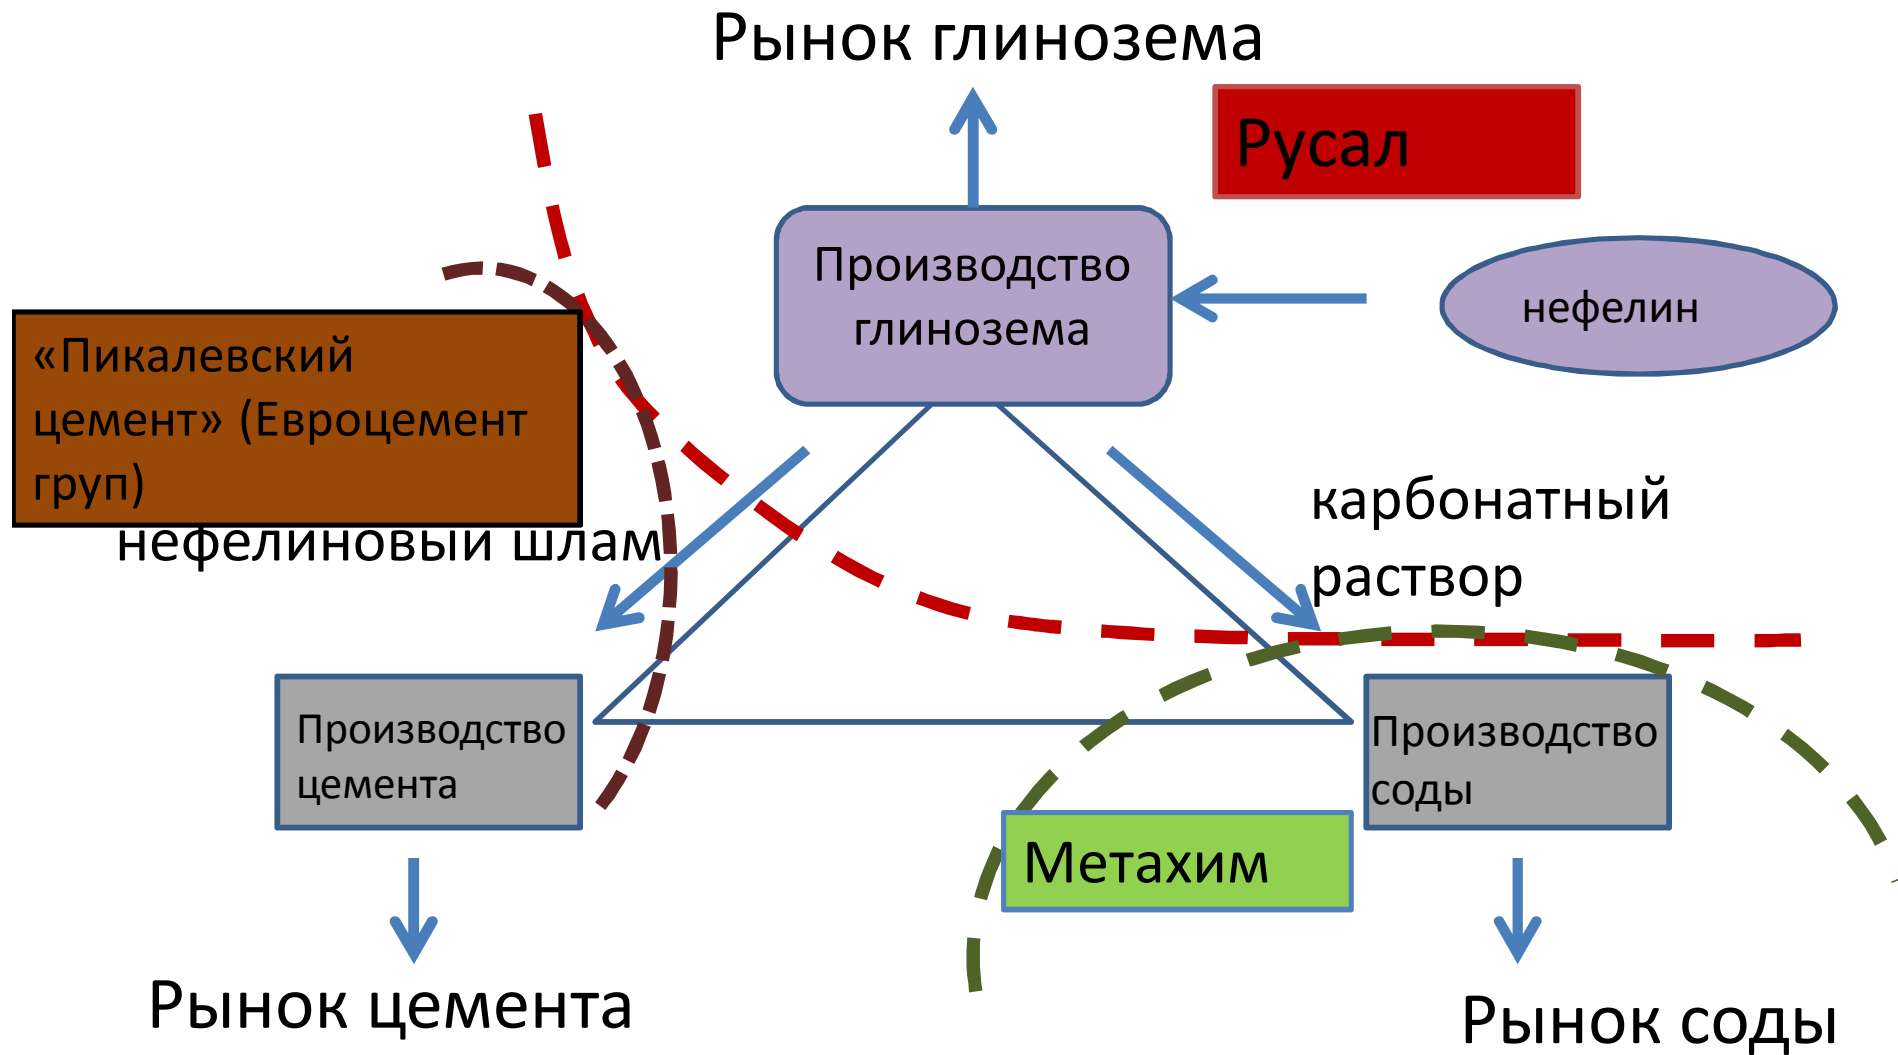 Рынок глинозема
Русал
Производство
глинозема
нефелин
«Пикалевский
цемент» (Евроцемент
груп)
нефелиновый шлам
карбонатный
раствор
Производство
цемента
Производство
соды
Метахим
Рынок цемента
Рынок соды